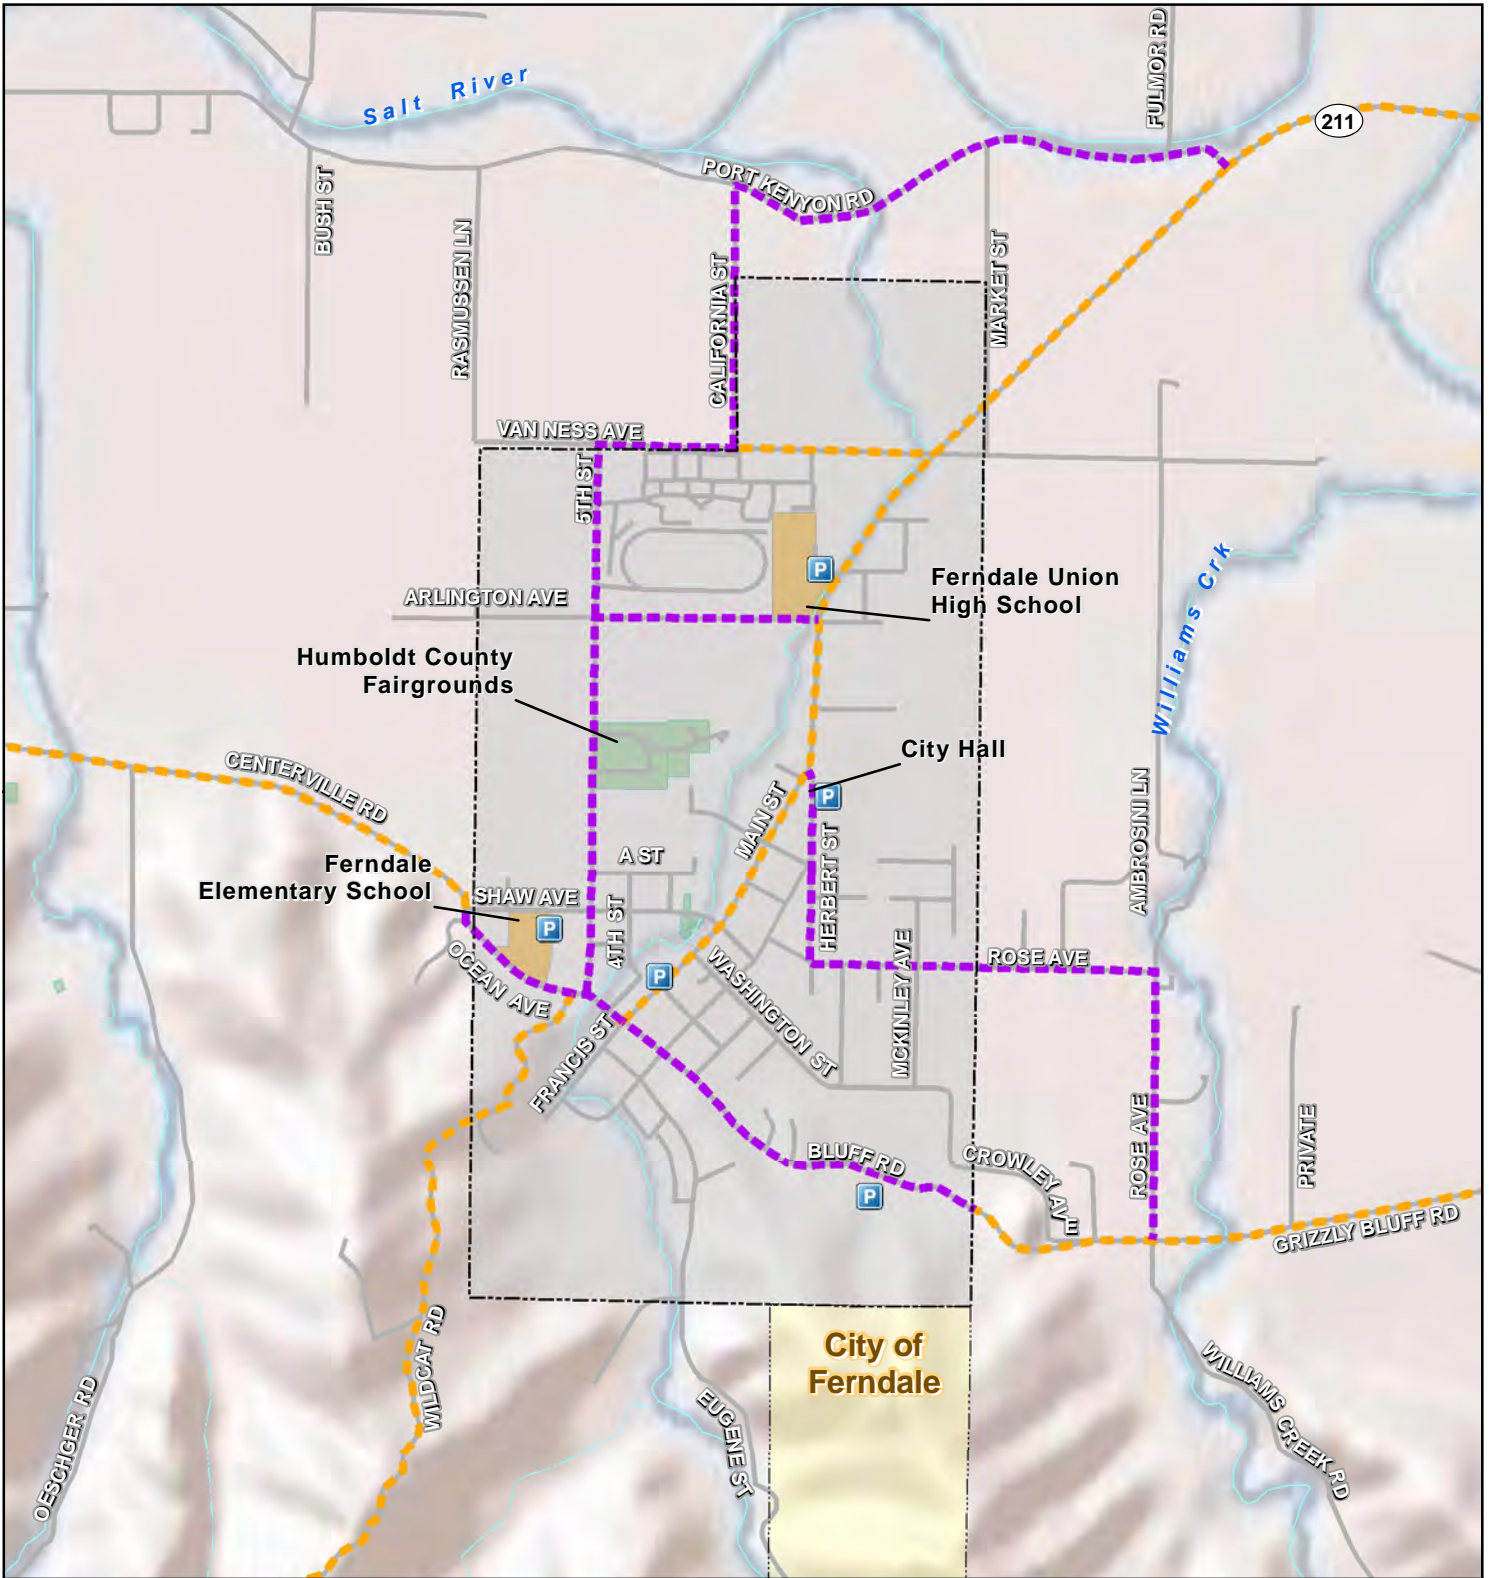 FULMOR RD
Salt River
211
PORT KENYON RD
BUSH ST
RASMUSSEN LN
CALIFORNIA ST
MARKET ST
VAN NESS AVE
5TH ST
P
Ferndale Union
High School
Williams Crk
ARLINGTON AVE
Humboldt County
Fairgrounds
City Hall
CENTERVILLE RD
MAIN ST
P
HERBERT ST
AMBROSINI LN
A ST
Ferndale
Elementary School
SHAW AVE
P
4TH ST
OCEAN AVE
P
WASHINGTON ST
MCKINLEY AVE
ROSE AVE
FRANCIS ST
ROSE AVE
PRIVATE
BLUFF RD
CROWLEY AVE
P
GRIZZLY BLUFF RD
WILDCAT RD
City of
Ferndale
OESCHGER RD
EUGENE ST
WILLIAMS CREEK RD